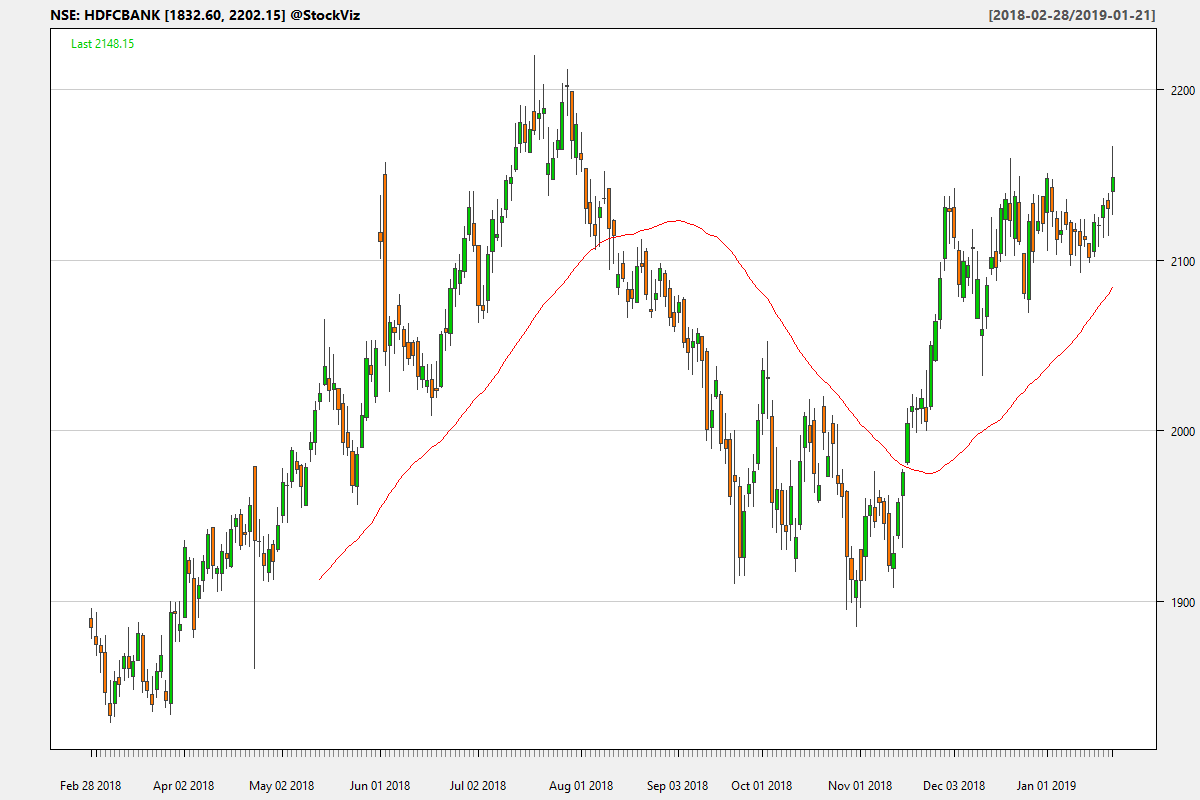 NSE: HDFCBANK [1832.60, 2202.15] @StockViz
[2018-02-28/2019-01-21]
Last 2148.15
2200
2100
2000
1900
Feb 28 2018 Apr 02 2018 May 02 2018 Jun 01 2018 Jul 02 2018 Aug 01 2018 Sep 03 2018 Oct 01 2018 Nov 01 2018 Dec 03 2018 Jan 01 2019